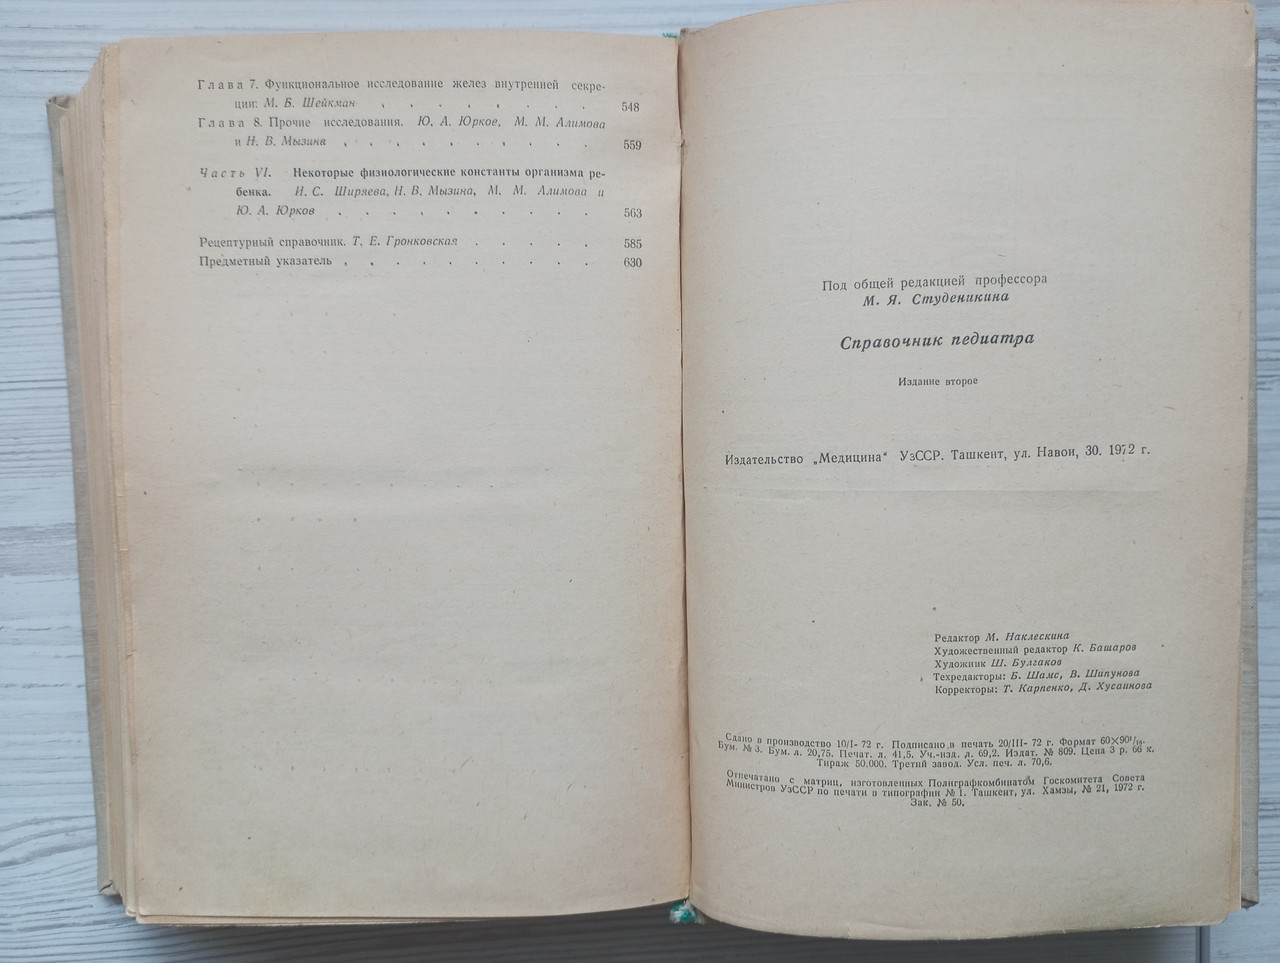 Глава 7. Функциональное исследование желез внутренней секре-
ции: М. Б. Шейкман . . . . . . . . 548
Глава 8. Прочие исследования. Ю. А. Юркое, М. М. Алимова
и Н. В. Мызина . . . . . . . . . . 559
Часть VI. Некоторые физиологические константы организма ре-
бенка. И. С. Ширяева, Н. В. Мызина, М. М. Алимова и
Ю. А. Юрков . . . . . . . . . . 563
Рецептурный справочник. Т. Е. Гронковская . . . . . 585
Предметный указатель . . . . . . . . . . 630
Под общей редакцией профессора
М. Я. Студеникина
Справочник педиатра
Издание второе
Издательство „Медицина“ УзССР. Ташкент, ул. Навои, 30. 1972 г.
Редактор М. Наклескина
Художественный редактор К. Башаров
Художник Ш. Булгаков
Техредакторы: Б. Шамс, В. Шипунова
Корректоры: Т. Карпенко, Д. Хусаинова
Сдано в производство 10/I- 72 г. Подписано в печать 20/III- 72 г. Формат 60×90¹/₁₆.
Бум. № 3. Бум. л. 20,75. Печат. л. 41,5. Уч.-изд. л. 69,2. Издат. № 809. Цена 3 р. 66 к.
Тираж 50.000. Третий завод. Усл. печ. л. 70,6.
Отпечатано с матриц, изготовленных Полиграфкомбинатом Госкомитета Совета
Министров УзССР по печати в типографии № 1. Ташкент, ул. Хамзы, № 21, 1972 г.
Зак. № 50.